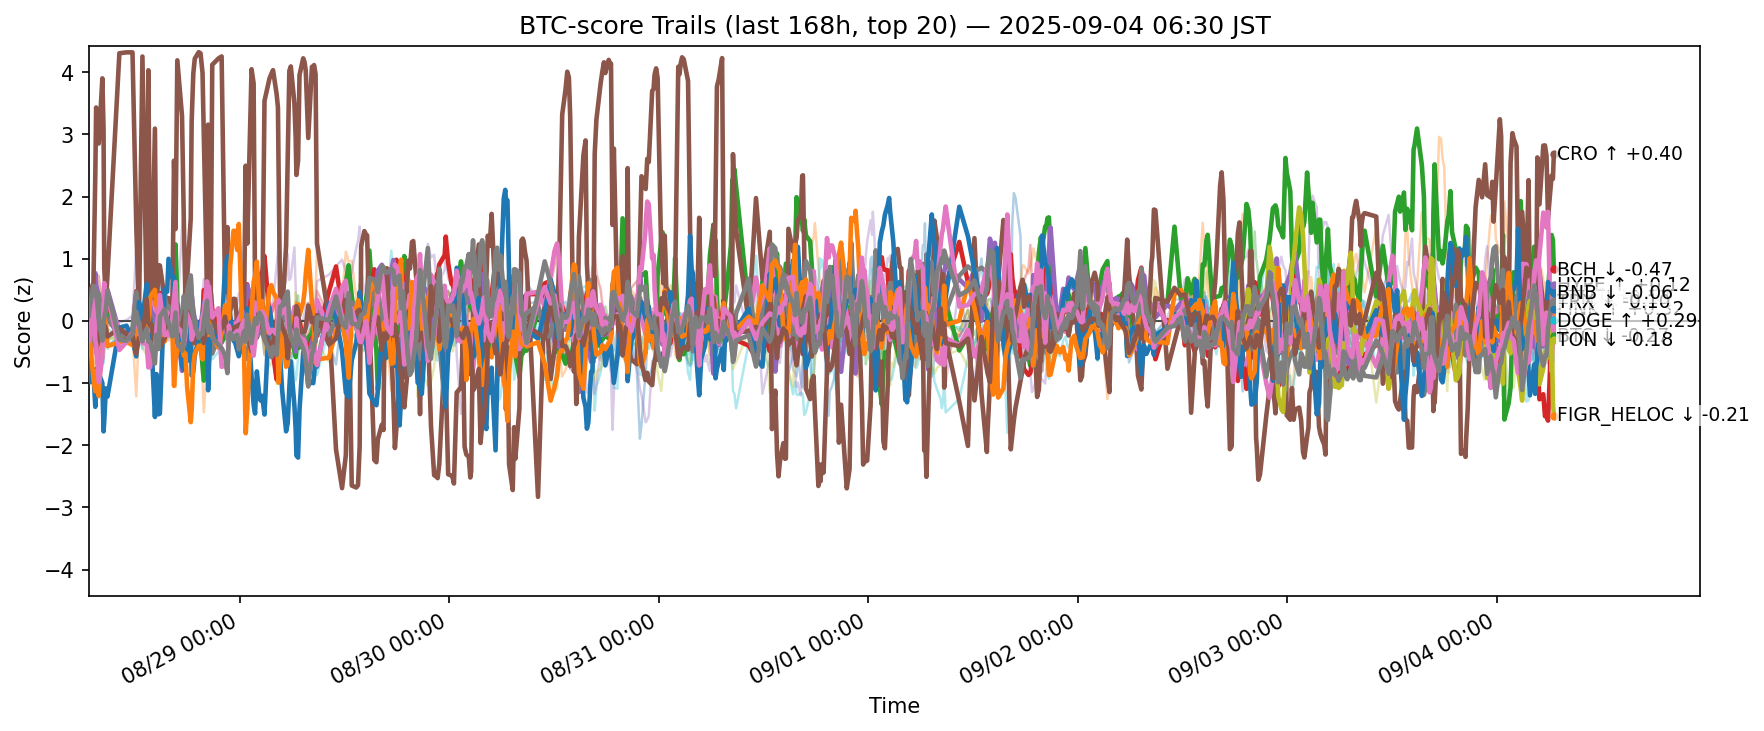 BTC-score Trails (last 168h, top 20) — 2025-09-04 06:30 JST
Score (z)
4
3
2
1
0
−1
−2
−3
−4
CRO ↑ +0.40
BCH ↓ -0.47
HYPE ↑ +0.12
BNB ↓ -0.06
DOGE ↑ +0.29
TON ↓ -0.18
FIGR_HELOC ↓ -0.21
08/29 00:00
08/30 00:00
08/31 00:00
09/01 00:00
09/02 00:00
09/03 00:00
09/04 00:00
Time